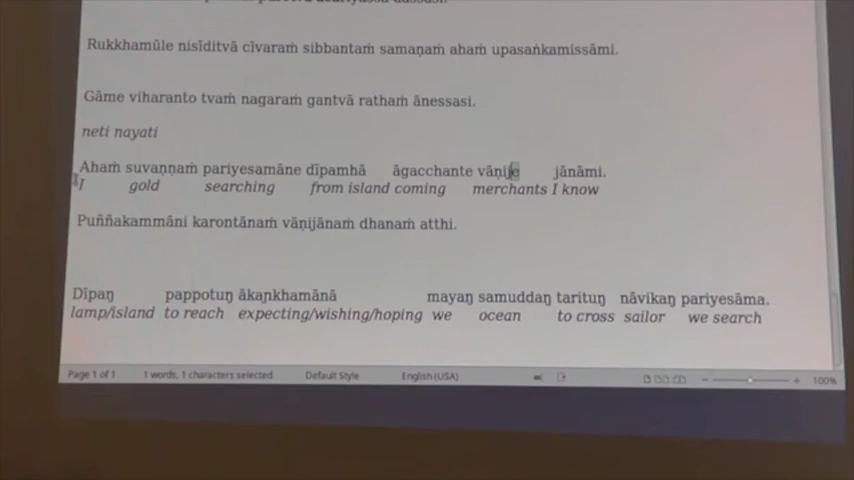 Rukkhamūle nisīditvā cīvaraṁ sibbantaṁ samaṇaṁ ahaṁ upasaṅkamissāmi.
Gāme viharanto tvaṁ nagaraṁ gantvā rathaṁ ānessasi.
neti nayati
Ahaṁ suvaṇṇaṁ pariyesamāne dīpamhā āgacchante vāṇije jānāmi.
I gold searching from island coming merchants I know
Puññakammāni karontānaṁ vāṇijānaṁ dhanaṁ atthi.
Dīpaŋ pappotuŋ ākaṇkhamānā mayaŋ samuddaŋ tarituŋ nāvikaŋ pariyesāma.
lamp/island to reach expecting/wishing/hoping we ocean to cross sailor we search
Page 1 of 1 1 words, 1 characters selected Default Style English (USA) 100%